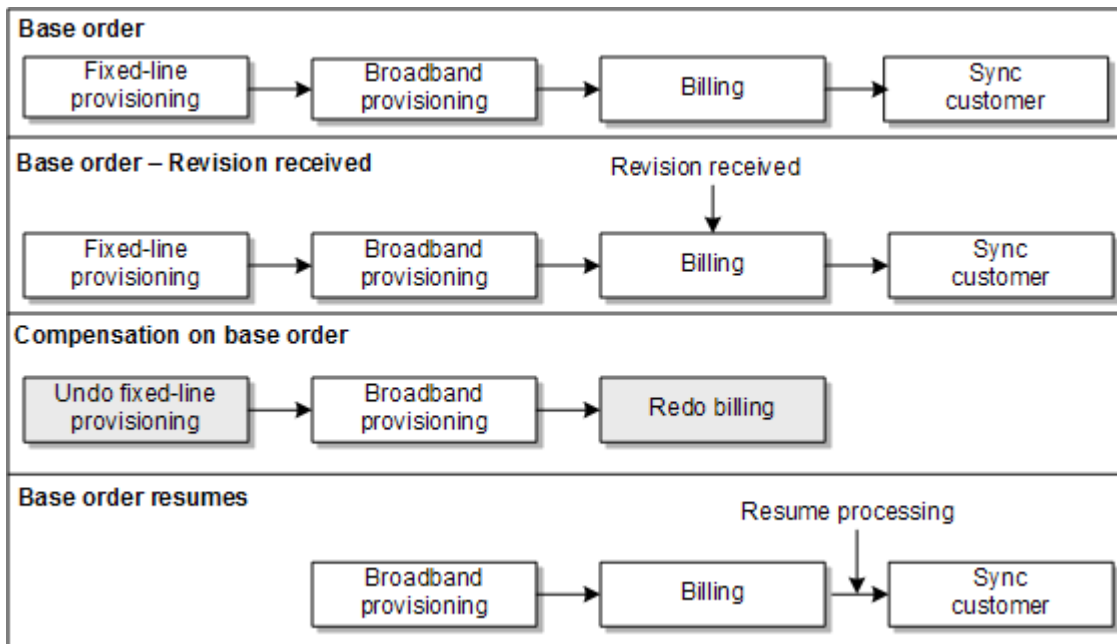 Base order
Fixed-line
provisioning
Broadband
provisioning
Billing
Sync
customer
Base order – Revision received
Revision received
Fixed-line
provisioning
Broadband
provisioning
Billing
Sync
customer
Compensation on base order
Undo fixed-line
provisioning
Broadband
provisioning
Redo billing
Base order resumes
Resume processing
Broadband
provisioning
Billing
Sync
customer